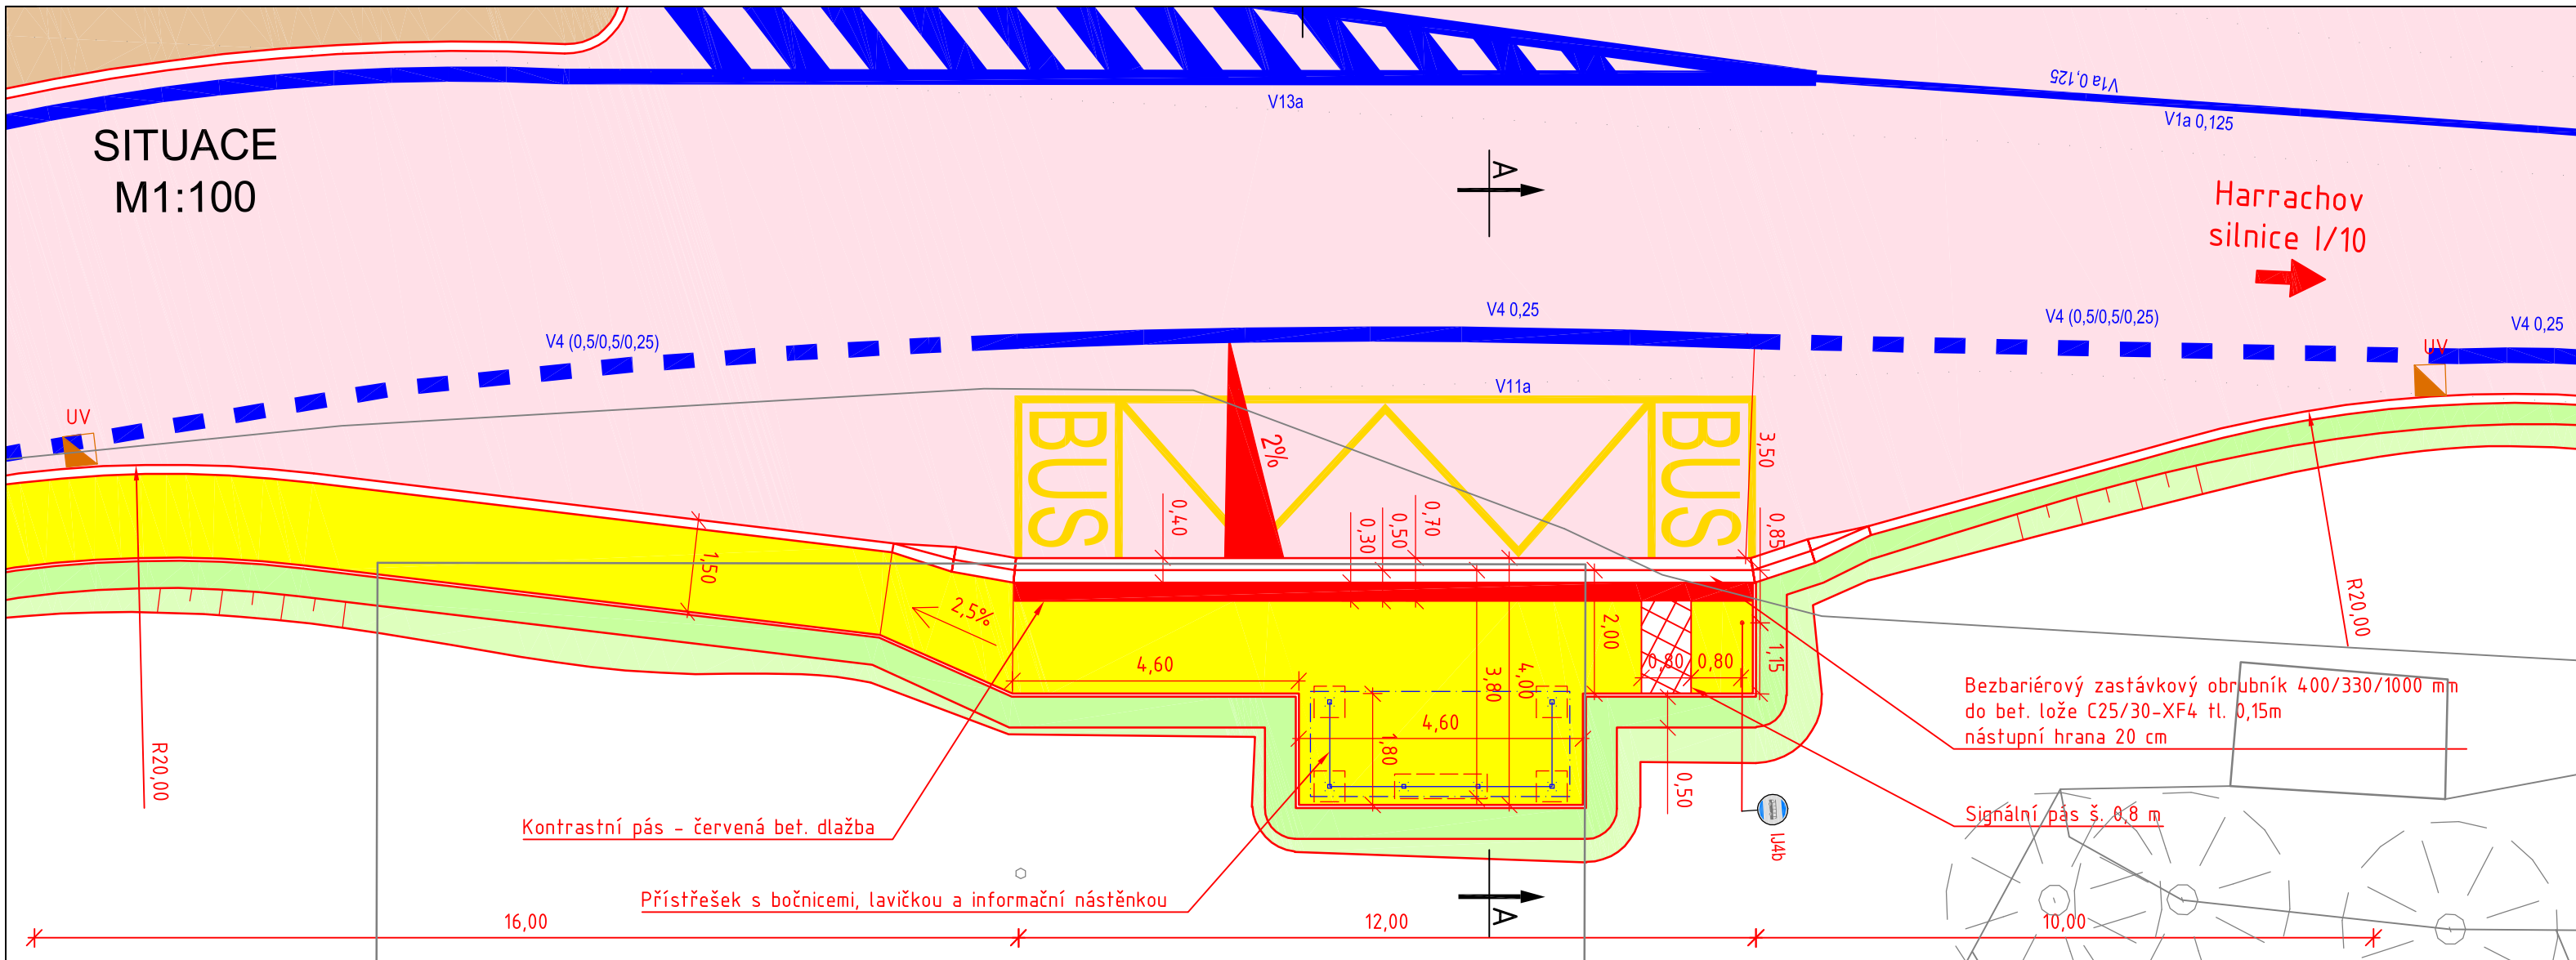 V13a
V1a 0,125
V1a 0,125
SITUACE
M1:100
A
Harrachov
silnice I/10
V4 (0,5/0,5/0,25)
V4 0,25
V4 (0,5/0,5/0,25)
V4 0,25
UV
UV
V11a
BUS
BUS
2%
3,50
0,40
0,30
0,50
0,70
0,85
1,50
2,5%
2,00
4,60
3,80
4,00
0,80
0,80
1,15
4,60
1,80
0,50
R20,00
R20,00
Bezbariérový zastávkový obrubník 400/330/1000 mm
do bet. lože C25/30-XF4 tl. 0,15m
nástupní hrana 20 cm
Signální pás š. 0,8 m
Kontrastní pás - červená bet. dlažba
IJ4b
Přístřešek s bočnicemi, lavičkou a informační nástěnkou
A
16,00
12,00
10,00